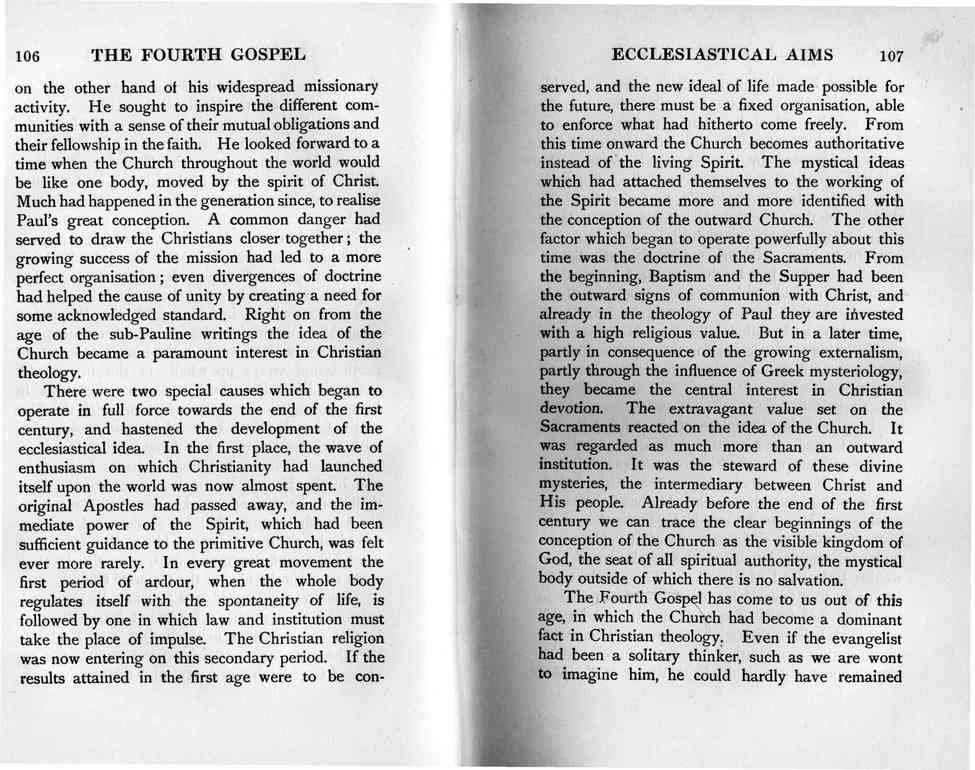 106 THE FOURTH GOSPEL
on the other hand of his widespread missionary
activity. He sought to inspire the different com-
munities with a sense of their mutual obligations and
their fellowship in the faith. He looked forward to a
time when the Church throughout the world would
be like one body, moved by the spirit of Christ.
Much had happened in the generation since, to realise
Paul's great conception. A common danger had
served to draw the Christians closer together; the
growing success of the mission had led to a more
perfect organisation; even divergences of doctrine
had helped the cause of unity by creating a need for
some acknowledged standard. Right on from the
age of the sub-Pauline writings the idea of the
Church became a paramount interest in Christian
theology.
There were two special causes which began to
operate in full force towards the end of the first
century, and hastened the development of the
ecclesiastical idea. In the first place, the wave of
enthusiasm on which Christianity had launched
itself upon the world was now almost spent. The
original Apostles had passed away, and the im-
mediate power of the Spirit, which had been
sufficient guidance to the primitive Church, was felt
ever more rarely. In every great movement the
first period of ardour, when the whole body
regulates itself with the spontaneity of life, is
followed by one in which law and institution must
take the place of impulse. The Christian religion
was now entering on this secondary period. If the
results attained in the first age were to be con-
ECCLESIASTICAL AIMS 107
served, and the new ideal of life made possible for
the future, there must be a fixed organisation, able
to enforce what had hitherto come freely. From
this time onward the Church becomes authoritative
instead of the living Spirit. The mystical ideas
which had attached themselves to the working of
the Spirit became more and more identified with
the conception of the outward Church. The other
factor which began to operate powerfully about this
time was the doctrine of the Sacraments. From
the beginning, Baptism and the Supper had been
the outward signs of communion with Christ, and
already in the theology of Paul they are invested
with a high religious value. But in a later time,
partly in consequence of the growing externalism,
partly through the influence of Greek mysteriology,
they became the central interest in Christian
devotion. The extravagant value set on the
Sacraments reacted on the idea of the Church. It
was regarded as much more than an outward
institution. It was the steward of these divine
mysteries, the intermediary between Christ and
His people. Already before the end of the first
century we can trace the clear beginnings of the
conception of the Church as the visible kingdom of
God, the seat of all spiritual authority, the mystical
body outside of which there is no salvation.
The Fourth Gospel has come to us out of this
age, in which the Church had become a dominant
fact in Christian theology. Even if the evangelist
had been a solitary thinker, such as we are wont
to imagine him, he could hardly have remained